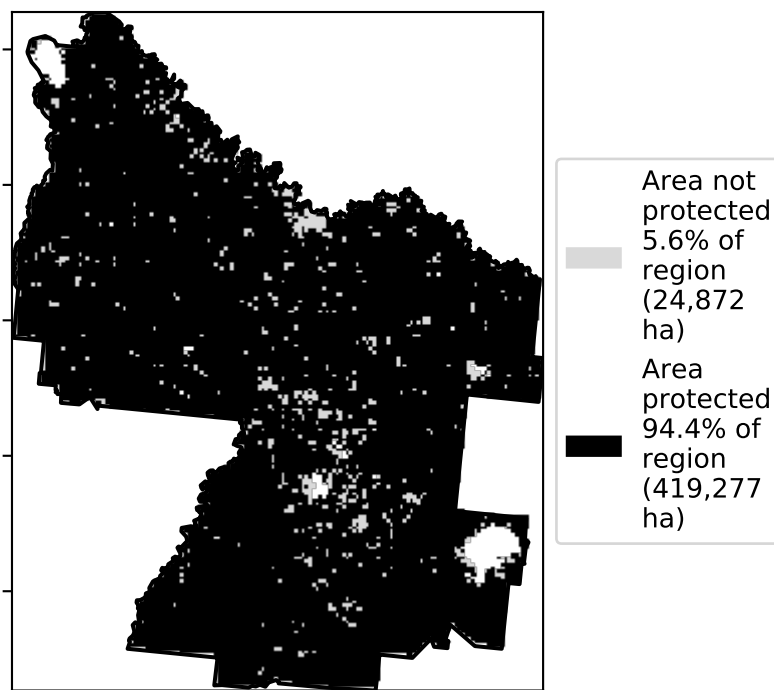 Area not
protected
5.6% of
region
(24,872
ha)
Area
protected
94.4% of
region
(419,277
ha)